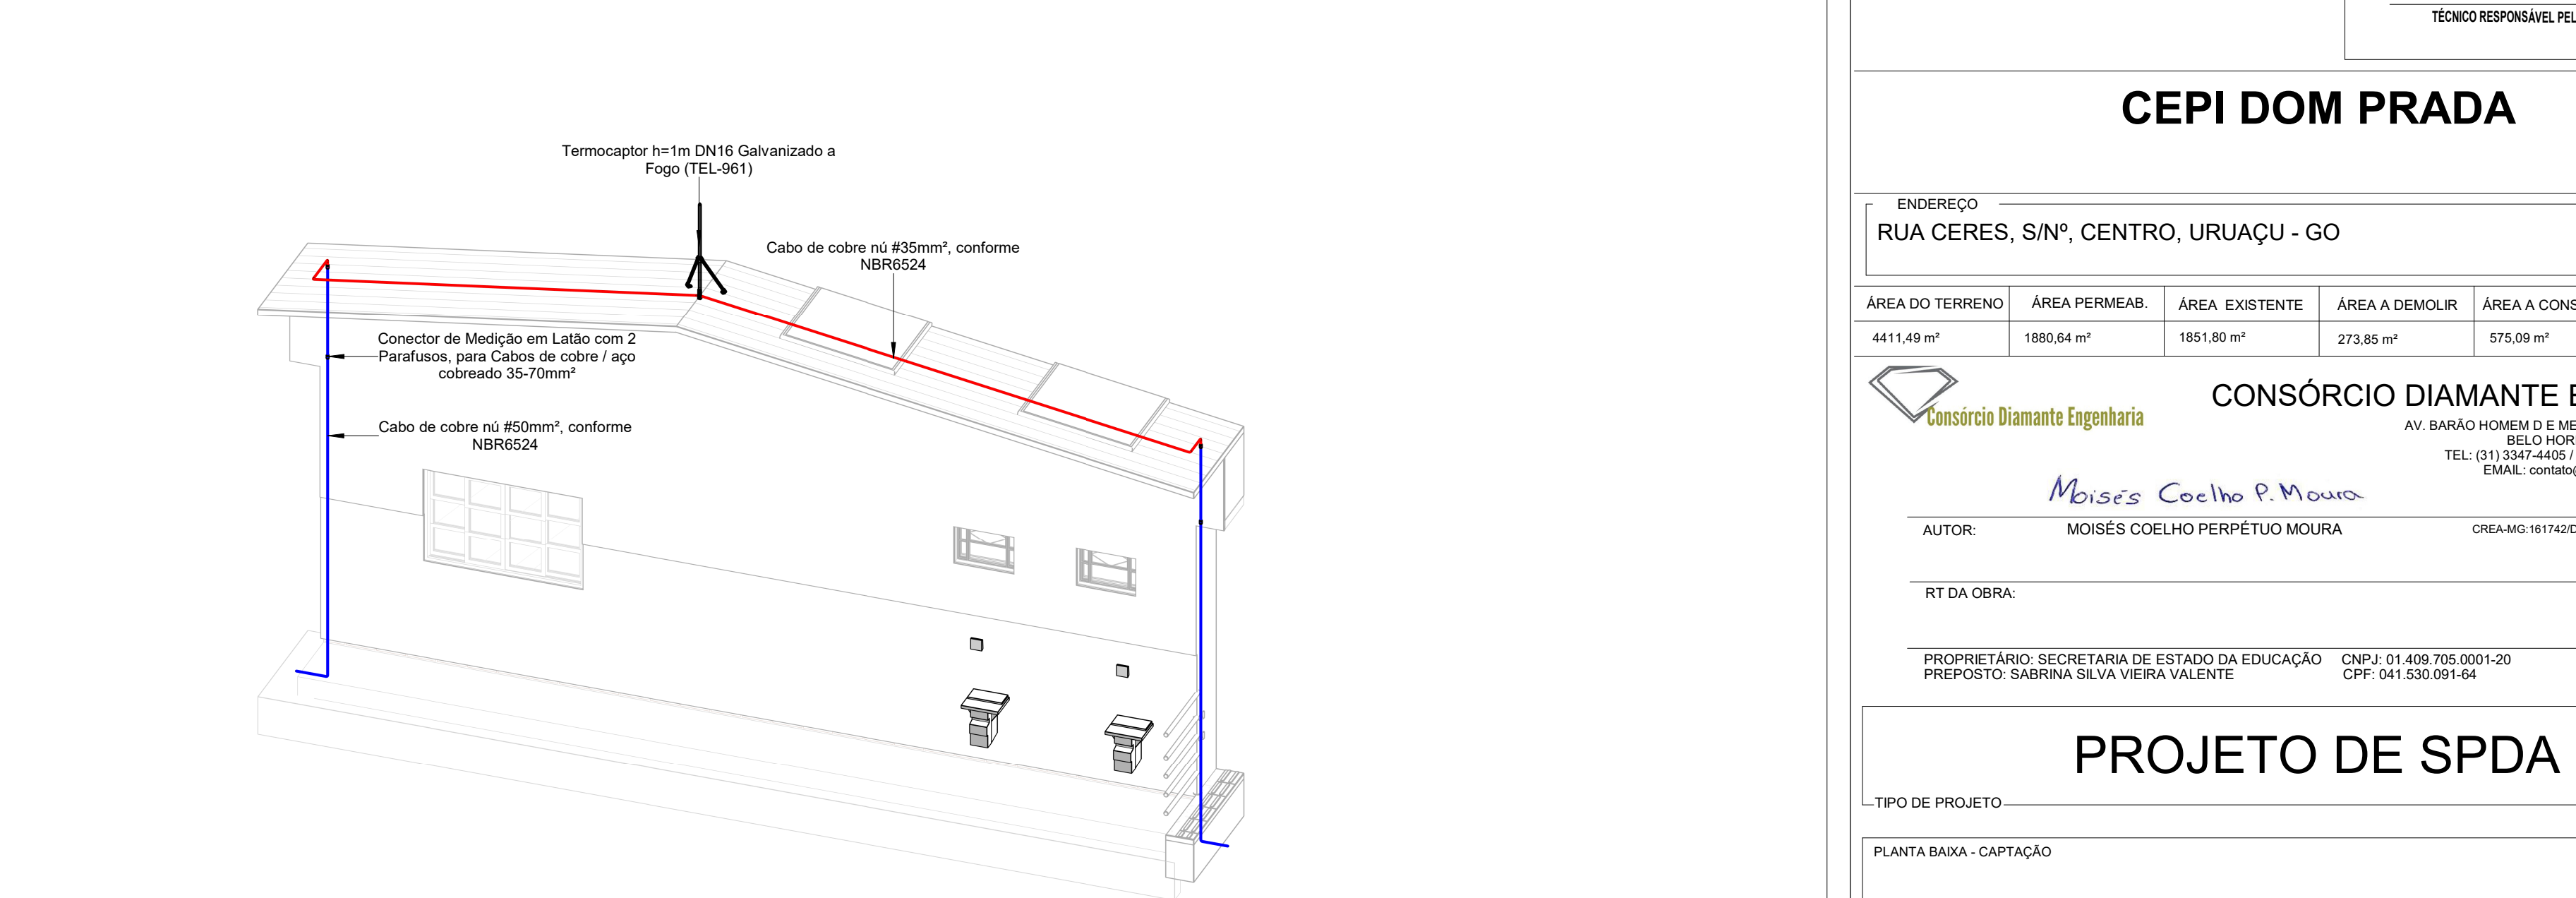 Termocaptor h=1m DN16 Galvanizado a
Fogo (TEL-961)
Cabo de cobre nú #35mm², conforme
NBR6524
Conector de Medição em Latão com 2
Parafusos, para Cabos de cobre / aço
cobreado 35-70mm²
Cabo de cobre nú #50mm², conforme
NBR6524
TÉCNICO RESPONSÁVEL PEL
CEPI DOM PRADA
ENDEREÇO
RUA CERES, S/Nº, CENTRO, URUAÇU - GO
ÁREA DO TERRENO ÁREA PERMEAB. ÁREA EXISTENTE ÁREA A DEMOLIR ÁREA A CONS
4411,49 m² 1880,64 m² 1851,80 m² 273,85 m² 575,09 m²
Consórcio Diamante Engenharia
CONSÓRCIO DIAMANTE E
AV. BARÃO HOMEM D E ME
BELO HOR
TEL: (31) 3347-4405 /
EMAIL: contato@
Moisés Coelho P. Moura
AUTOR: MOISÉS COELHO PERPÉTUO MOURA CREA-MG:161742/D
RT DA OBRA:
PROPRIETÁRIO: SECRETARIA DE ESTADO DA EDUCAÇÃO CNPJ: 01.409.705.0001-20
PREPOSTO: SABRINA SILVA VIEIRA VALENTE CPF: 041.530.091-64
PROJETO DE SPDA
TIPO DE PROJETO
PLANTA BAIXA - CAPTAÇÃO